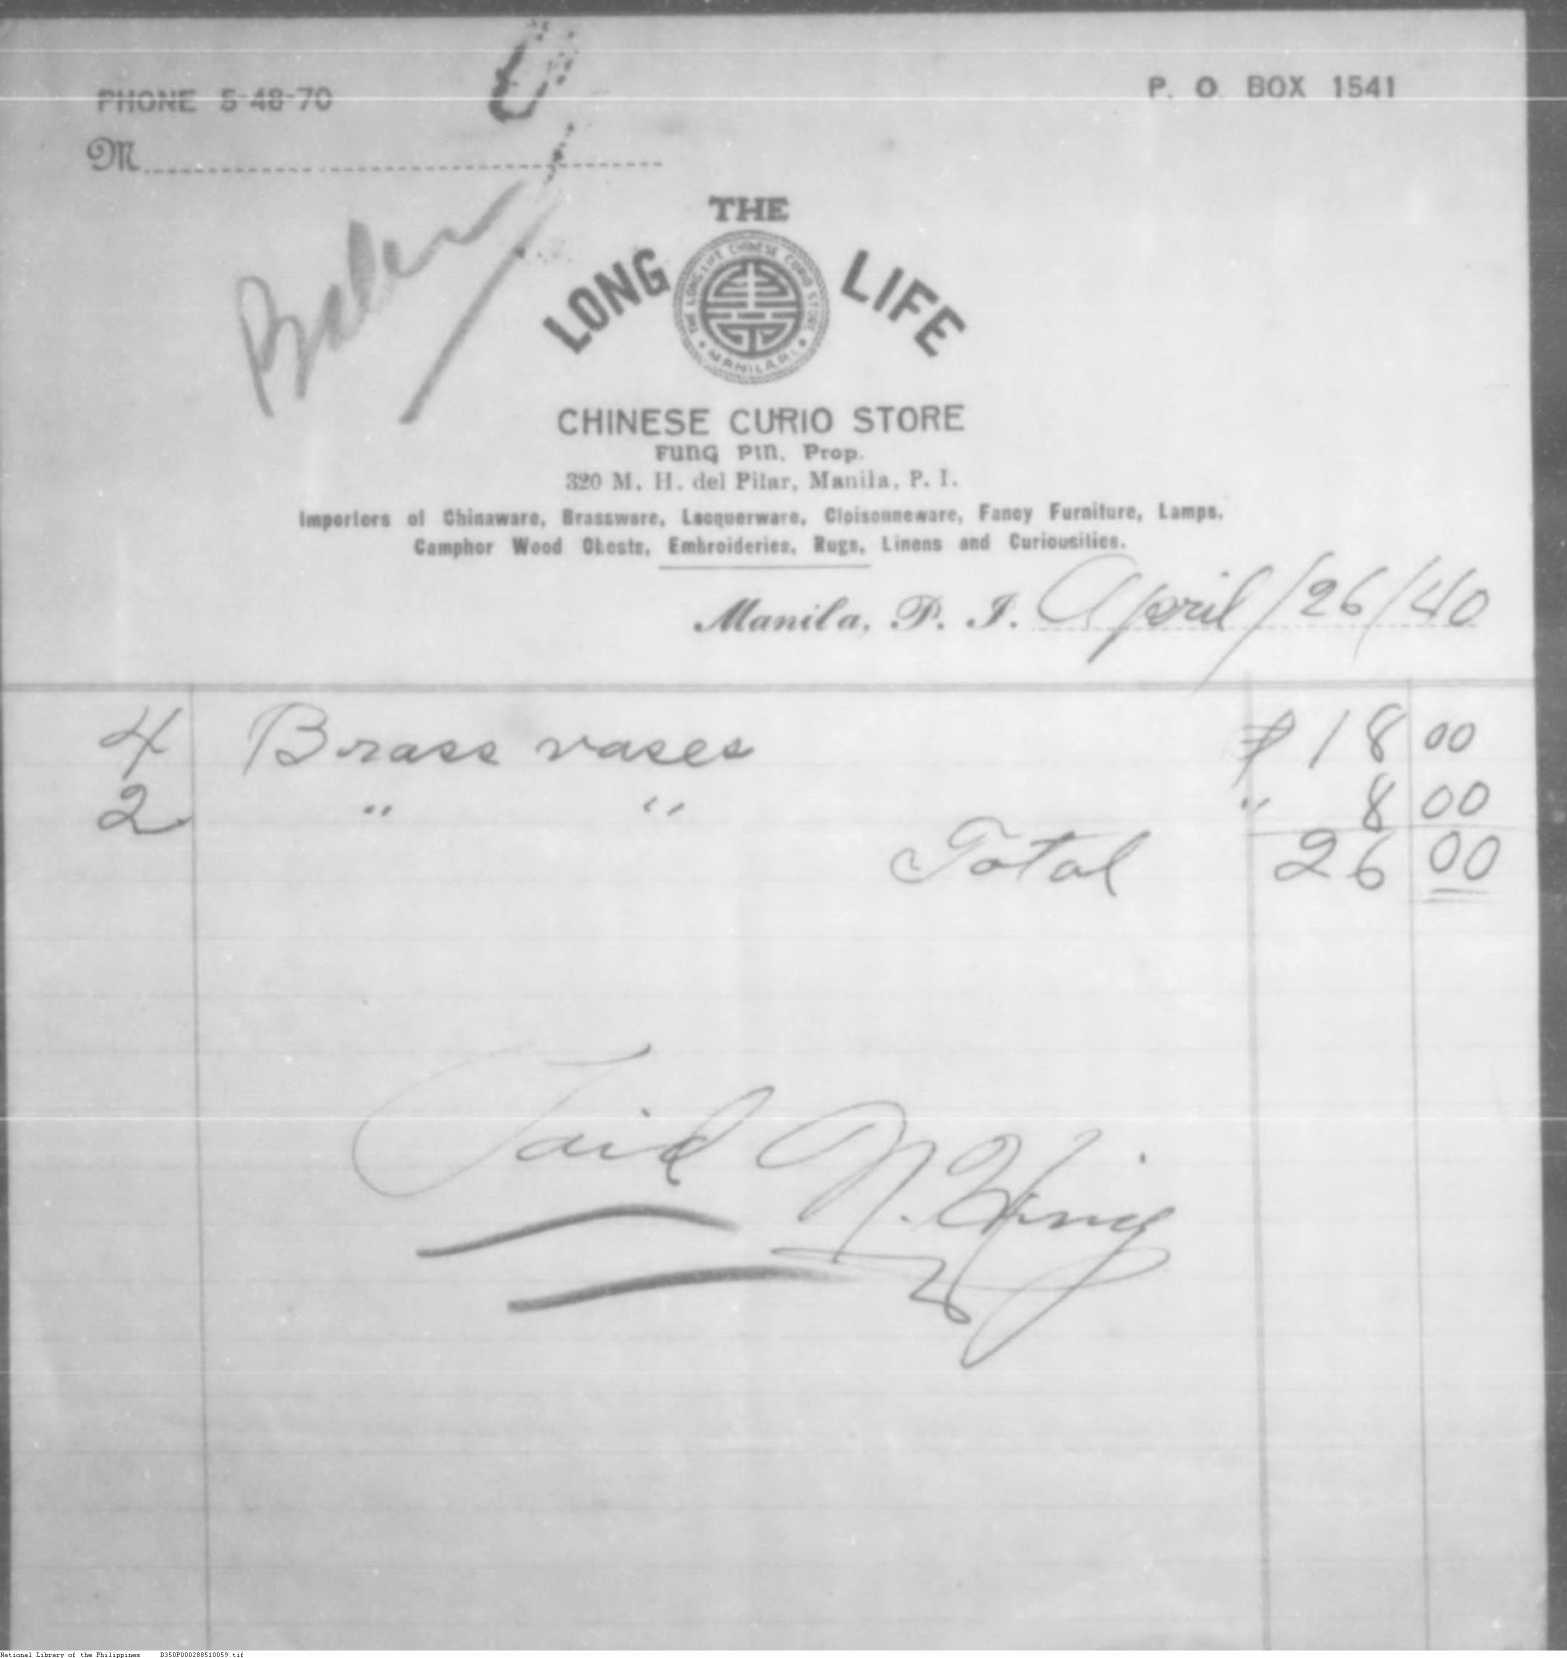 PHONE 5-48-70
P. O. BOX 1541
M
THE
LONG LIFE
THE LONG LIFE CHINESE CURIO STORE
MANILA P.I.
CHINESE CURIO STORE
FUNG PIN, Prop.
320 M. H. del Pilar, Manila, P. I.
Importers of Chinaware, Brassware, Lacquerware, Cloisonneware, Fancy Furniture, Lamps,
Camphor Wood Chests, Embroideries, Rugs, Linens and Curiousities.
Manila, P. I. April/26/40
4 Brass vases ₱ 18 00
2 " " " 8 00
Total 26 00
Paid
National Library of the Philippines B350P000288510059.tif